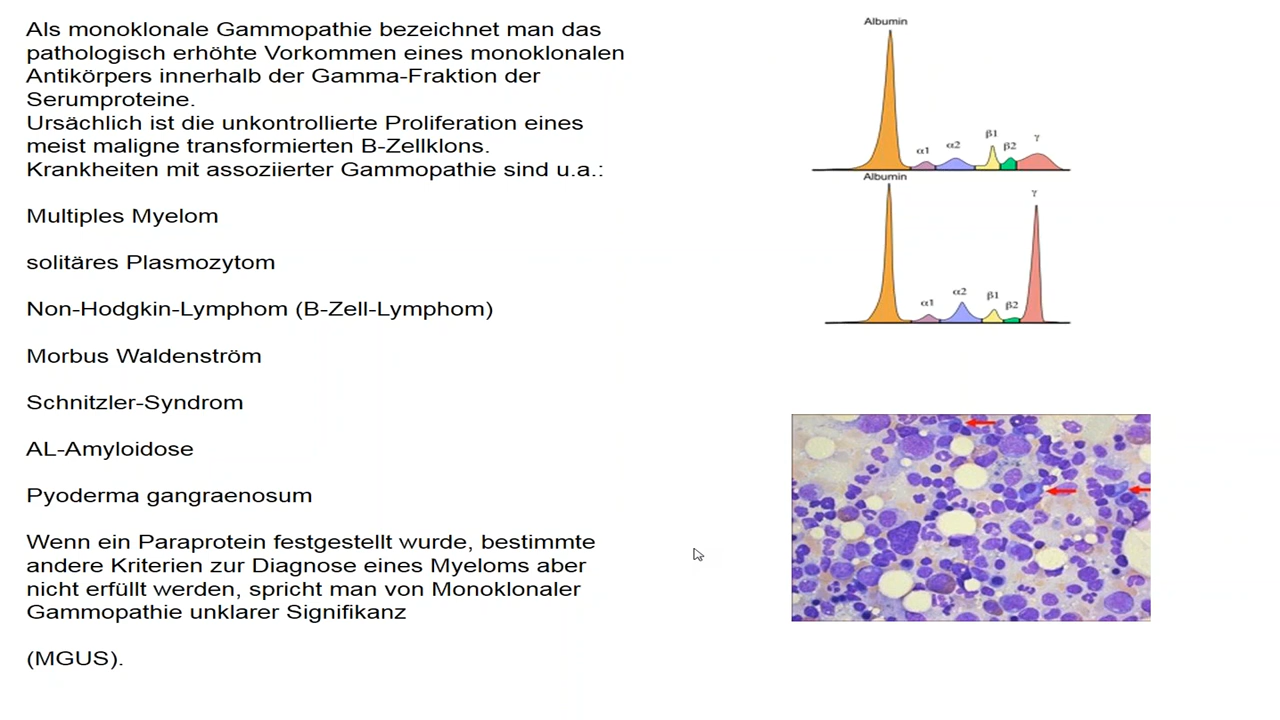 Als monoklonale Gammopathie bezeichnet man das
pathologisch erhöhte Vorkommen eines monoklonalen
Antikörpers innerhalb der Gamma-Fraktion der
Serumproteine.
Ursächlich ist die unkontrollierte Proliferation eines
meist maligne transformierten B-Zellklons.
Krankheiten mit assoziierter Gammopathie sind u.a.:
Multiples Myelom
solitäres Plasmozytom
Non-Hodgkin-Lymphom (B-Zell-Lymphom)
Morbus Waldenström
Schnitzler-Syndrom
AL-Amyloidose
Pyoderma gangraenosum
Wenn ein Paraprotein festgestellt wurde, bestimmte
andere Kriterien zur Diagnose eines Myeloms aber
nicht erfüllt werden, spricht man von Monoklonaler
Gammopathie unklarer Signifikanz
(MGUS).
Albumin
α1 α2 β1 β2 γ
Albumin
α1 α2 β1 β2 γ